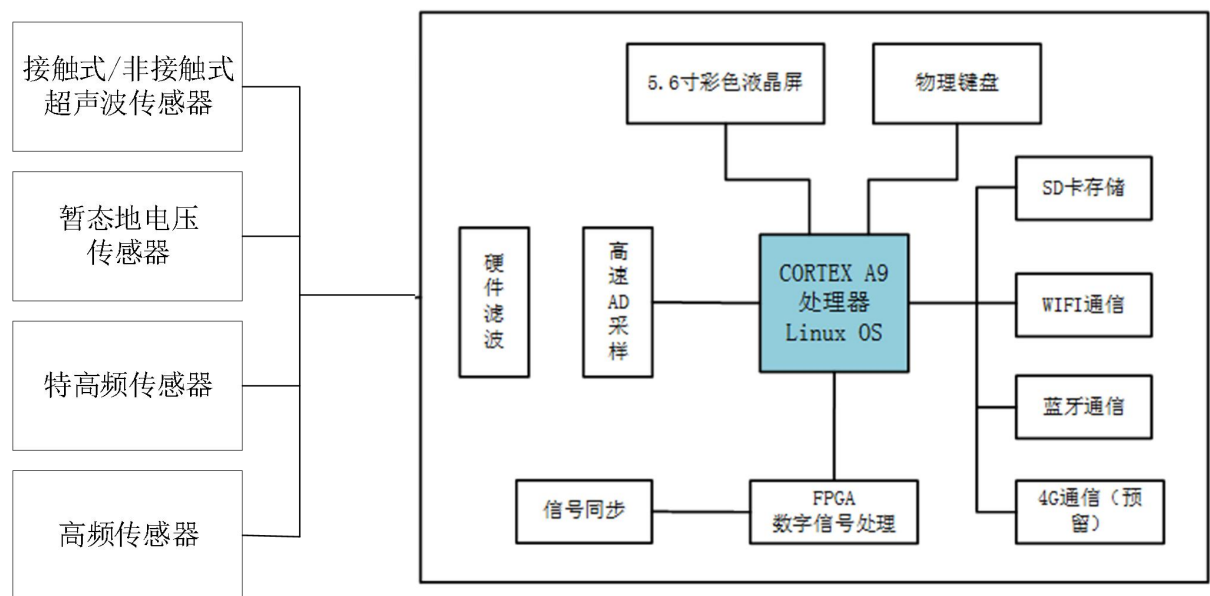 接触式/非接触式
超声波传感器
暂态地电压
传感器
特高频传感器
高频传感器
5.6寸彩色液晶屏
物理键盘
硬
件
滤
波
高
速
AD
采
样
CORTEX A9
处理器
Linux OS
SD卡存储
WIFI通信
蓝牙通信
4G通信（预
留）
信号同步
FPGA
数字信号处理